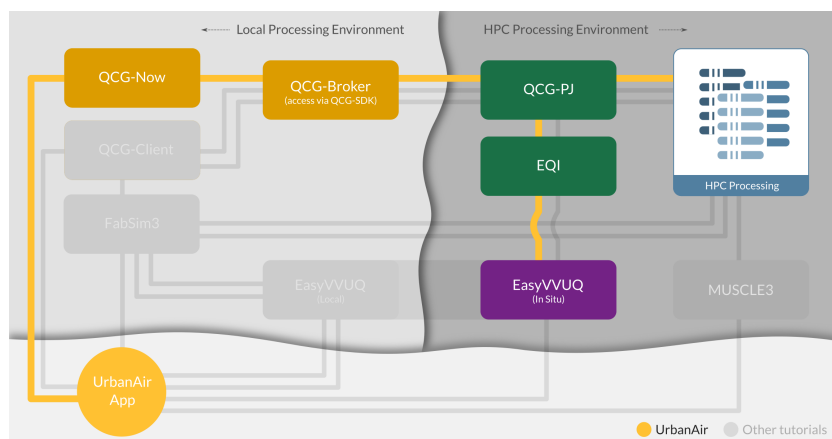 Local Processing Environment
HPC Processing Environment
QCG-Now
QCG-Broker
(access via QCG-SDK)
QCG-PJ
QCG-Client
EQI
HPC Processing
FabSim3
EasyVVUQ
(Local)
EasyVVUQ
(In Situ)
MUSCLE3
UrbanAir
App
UrbanAir
Other tutorials